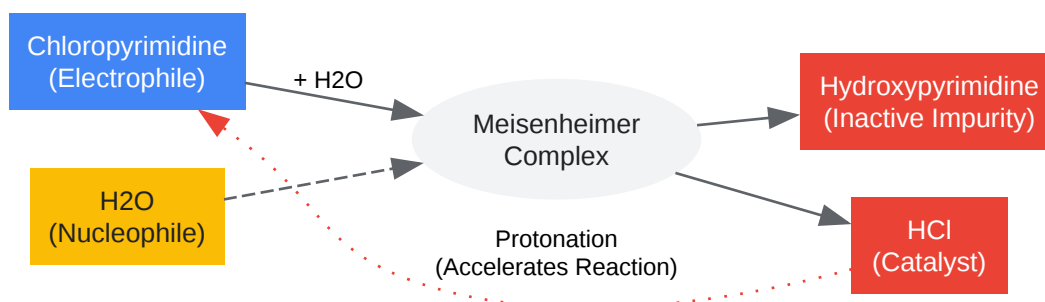 Chloropyrimidine
(Electrophile)
+ H2O
H2O
(Nucleophile)
Meisenheimer
Complex
Hydroxypyrimidine
(Inactive Impurity)
HCl
(Catalyst)
Protonation
(Accelerates Reaction)